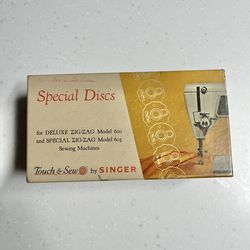 Special Discs
for DELUXE ZIG-ZAG Model 600
and SPECIAL ZIG-ZAG Model 603
Sewing Machines
Touch & Sew by SINGER